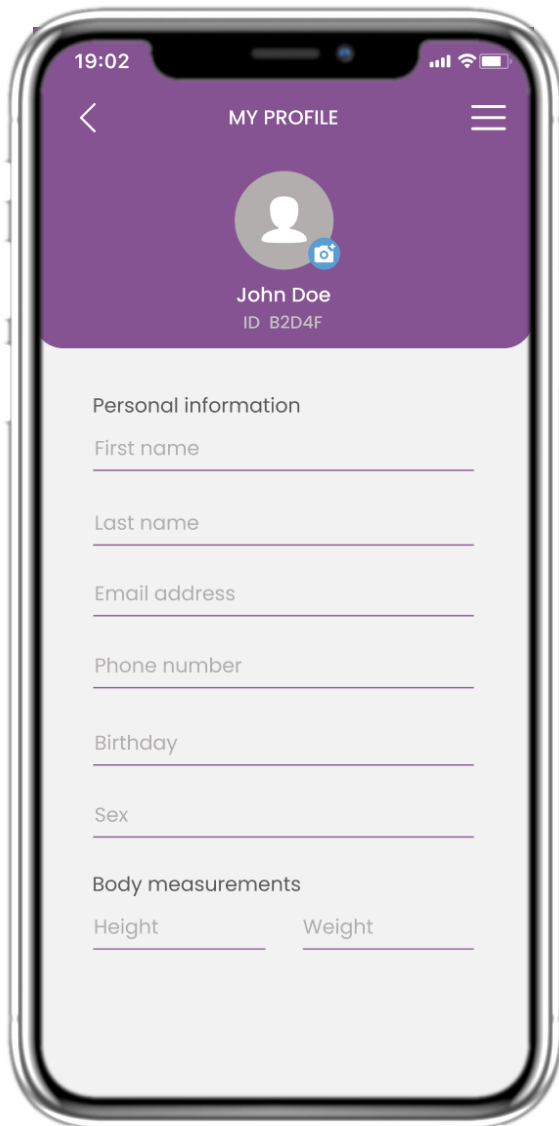 19:02
MY PROFILE
John Doe
ID B2D4F
Personal information
First name
Last name
Email address
Phone number
Birthday
Sex
Body measurements
Height Weight